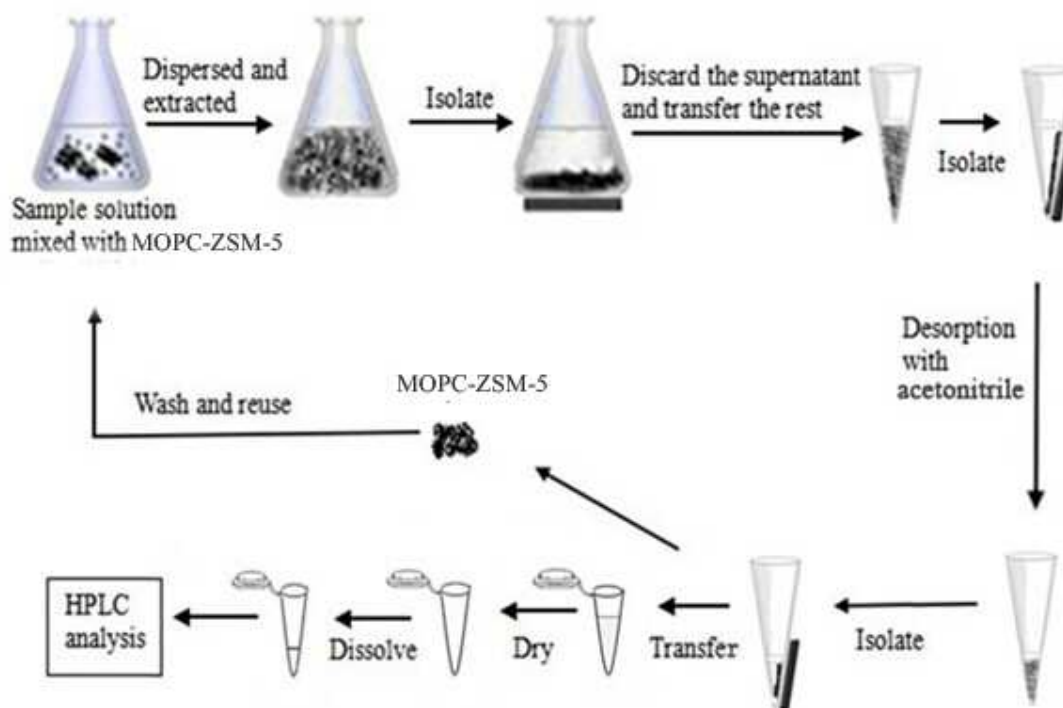 Dispersed and
extracted
Isolate
Discard the supernatant
and transfer the rest
Isolate
Sample solution
mixed with MOPC-ZSM-5
Desorption
with
acetonitrile
MOPC-ZSM-5
Wash and reuse
HPLC
analysis
Dissolve
Dry
Transfer
Isolate